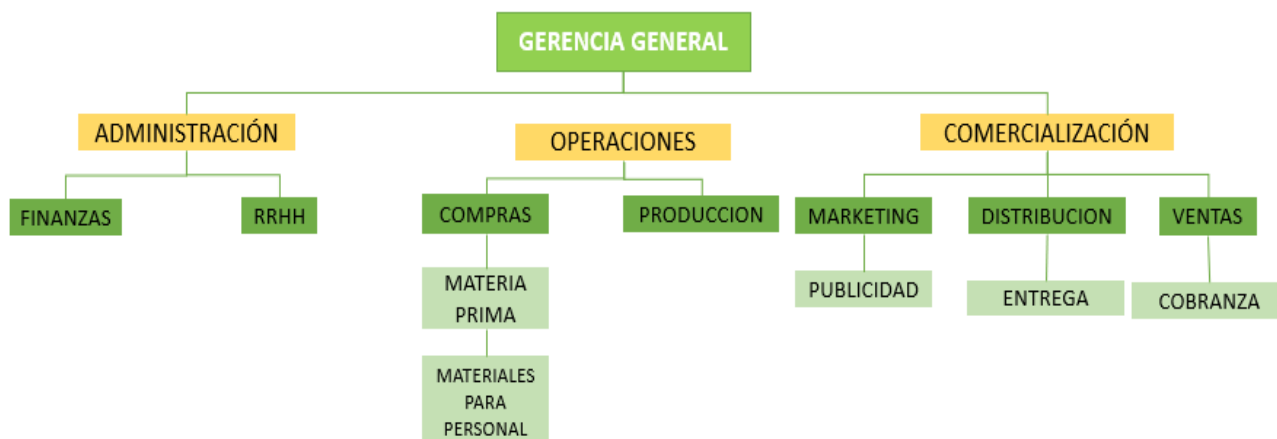 GERENCIA GENERAL
ADMINISTRACIÓN
OPERACIONES
COMERCIALIZACIÓN
FINANZAS
RRHH
COMPRAS
PRODUCCION
MARKETING
DISTRIBUCION
VENTAS
MATERIA
PRIMA
PUBLICIDAD
ENTREGA
COBRANZA
MATERIALES
PARA
PERSONAL